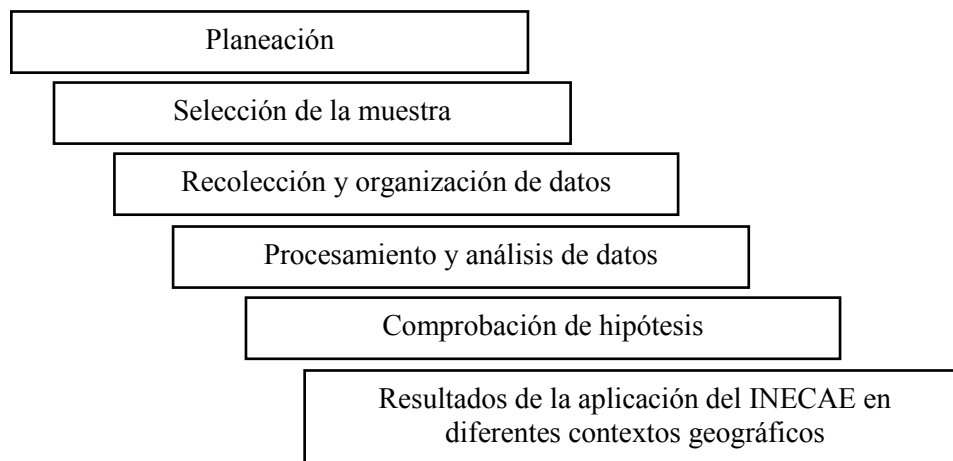 Planeación
Selección de la muestra
Recolección y organización de datos
Procesamiento y análisis de datos
Comprobación de hipótesis
Resultados de la aplicación del INECAE en
diferentes contextos geográficos